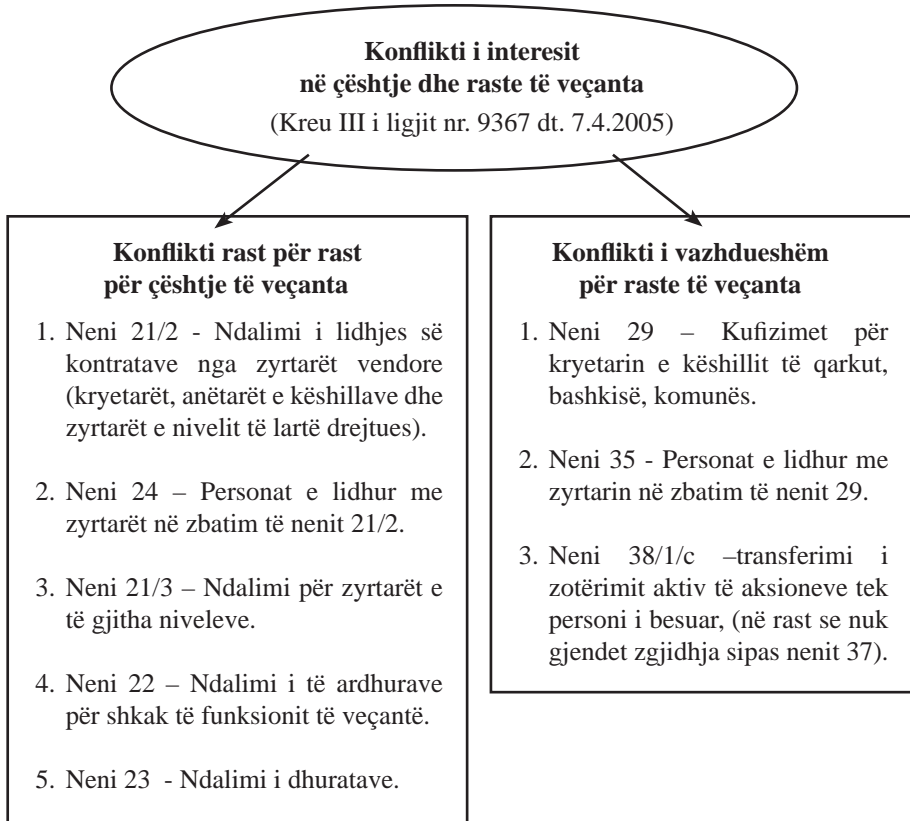 Konflikti i interesit
në çështje dhe raste të veçanta
(Kreu III i ligjit nr. 9367 dt. 7.4.2005)
Konflikti rast për rast
për çështje të veçanta
1. Neni 21/2 - Ndalimi i lidhjes së
kontratave nga zyrtarët vendore
(kryetarët, anëtarët e këshillave dhe
zyrtarët e nivelit të lartë drejtues).
2. Neni 24 – Personat e lidhur me
zyrtarët në zbatim të nenit 21/2.
3. Neni 21/3 – Ndalimi për zyrtarët e
të gjitha niveleve.
4. Neni 22 – Ndalimi i të ardhurave
për shkak të funksionit të veçantë.
5. Neni 23 - Ndalimi i dhuratave.
Konflikti i vazhdueshëm
për raste të veçanta
1. Neni 29 – Kufizimet për
kryetarin e këshillit të qarkut,
bashkisë, komunës.
2. Neni 35 - Personat e lidhur me
zyrtarin në zbatim të nenit 29.
3. Neni 38/1/c –transferimi i
zotërimit aktiv të aksioneve tek
personi i besuar, (në rast se nuk
gjendet zgjidhja sipas nenit 37).